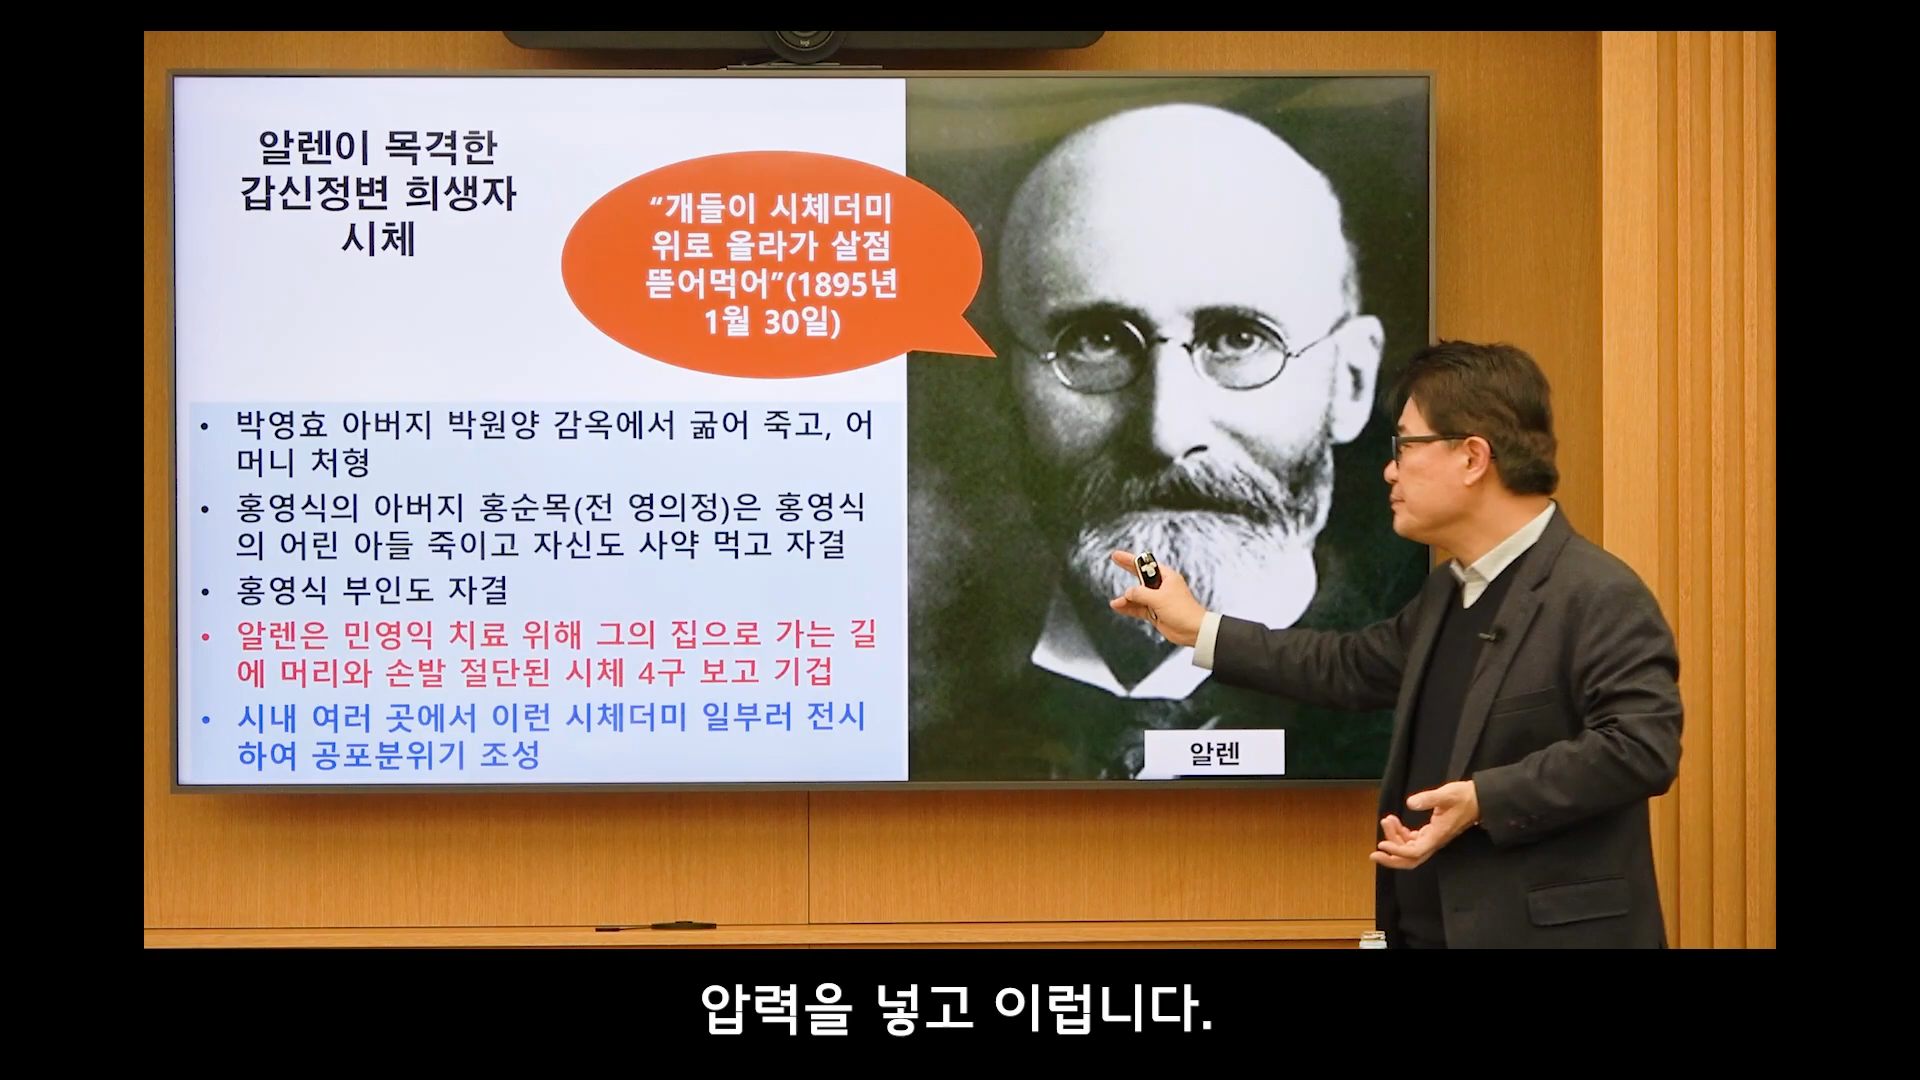 logi
알렌이 목격한
갑신정변 희생자
시체
“개들이 시체더미
위로 올라가 살점
뜯어먹어”(1895년
1월 30일)
• 박영효 아버지 박원양 감옥에서 굶어 죽고, 어
머니 처형
• 홍영식의 아버지 홍순목(전 영의정)은 홍영식
의 어린 아들 죽이고 자신도 사약 먹고 자결
• 홍영식 부인도 자결
• 알렌은 민영익 치료 위해 그의 집으로 가는 길
에 머리와 손발 절단된 시체 4구 보고 기겁
• 시내 여러 곳에서 이런 시체더미 일부러 전시
하여 공포분위기 조성
알렌
압력을 넣고 이럽니다.